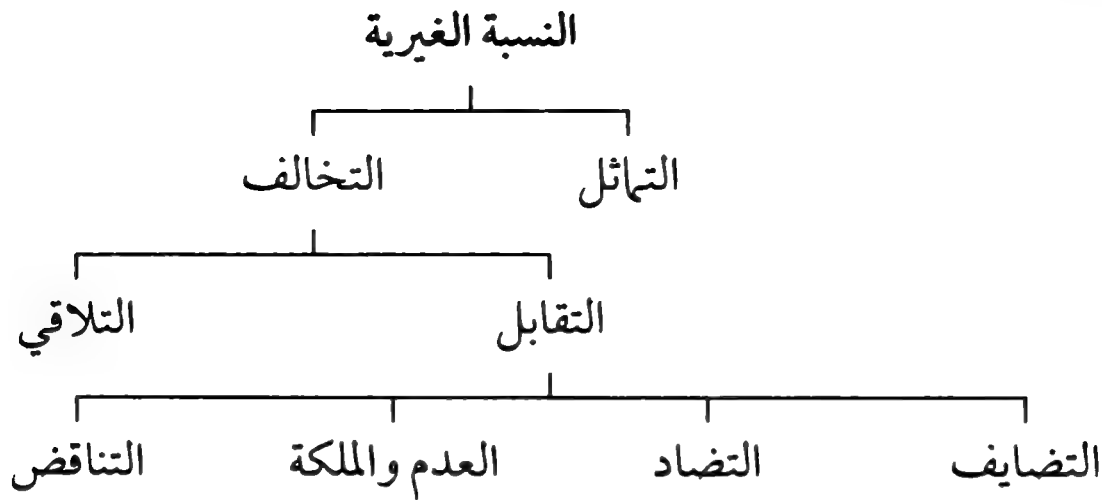 النسبة الغيرية
التماثل التخالف
التقابل التلاقي
التضايف التضاد العدم والملكة التناقض